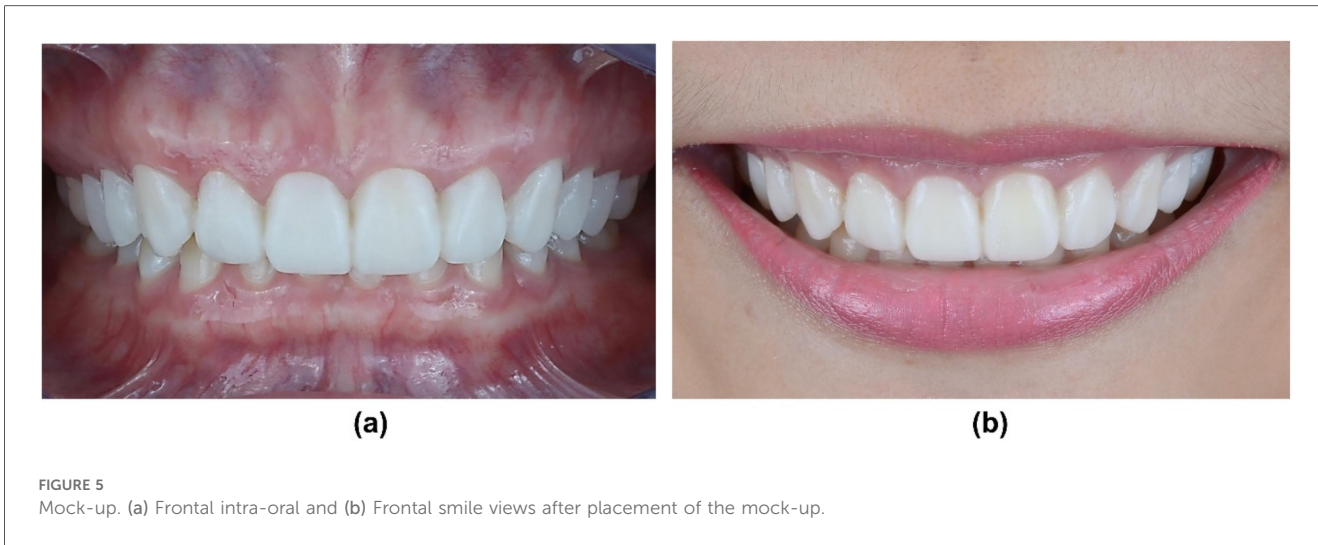 (a)
(b)
FIGURE 5
Mock-up. (a) Frontal intra-oral and (b) Frontal smile views after placement of the mock-up.